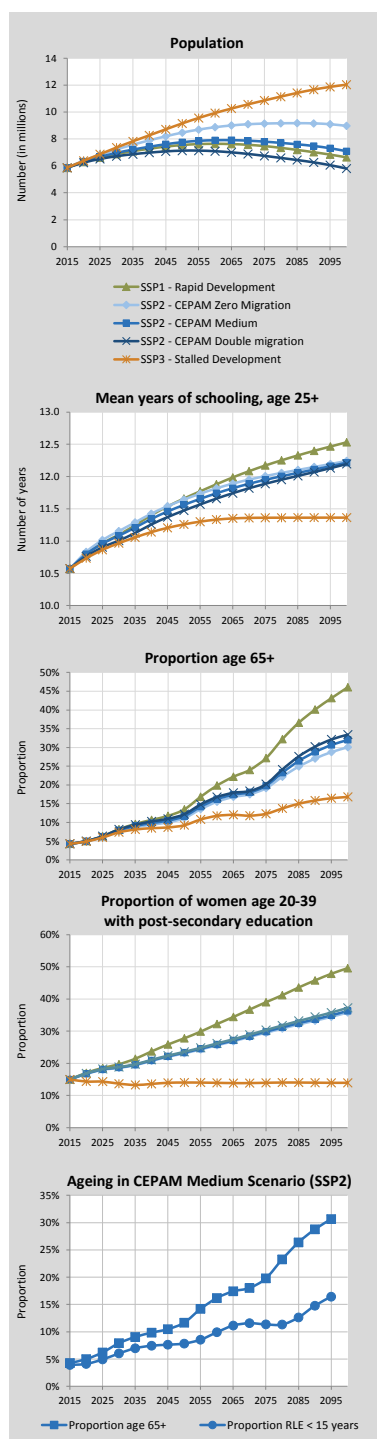 Population
Number (in millions)
14
12
10
8
6
4
2
0
2015 2025 2035 2045 2055 2065 2075 2085 2095
SSP1 - Rapid Development
SSP2 - CEPAM Zero Migration
SSP2 - CEPAM Medium
SSP2 - CEPAM Double migration
SSP3 - Stalled Development
Mean years of schooling, age 25+
Number of years
13.0
12.5
12.0
11.5
11.0
10.5
10.0
2015 2025 2035 2045 2055 2065 2075 2085 2095
Proportion age 65+
Proportion
50%
45%
40%
35%
30%
25%
20%
15%
10%
5%
0%
2015 2025 2035 2045 2055 2065 2075 2085 2095
Proportion of women age 20-39
with post-secondary education
Proportion
60%
50%
40%
30%
20%
10%
0%
2015 2025 2035 2045 2055 2065 2075 2085 2095
Ageing in CEPAM Medium Scenario (SSP2)
Proportion
35%
30%
25%
20%
15%
10%
5%
0%
2015 2025 2035 2045 2055 2065 2075 2085 2095
Proportion age 65+ Proportion RLE < 15 years